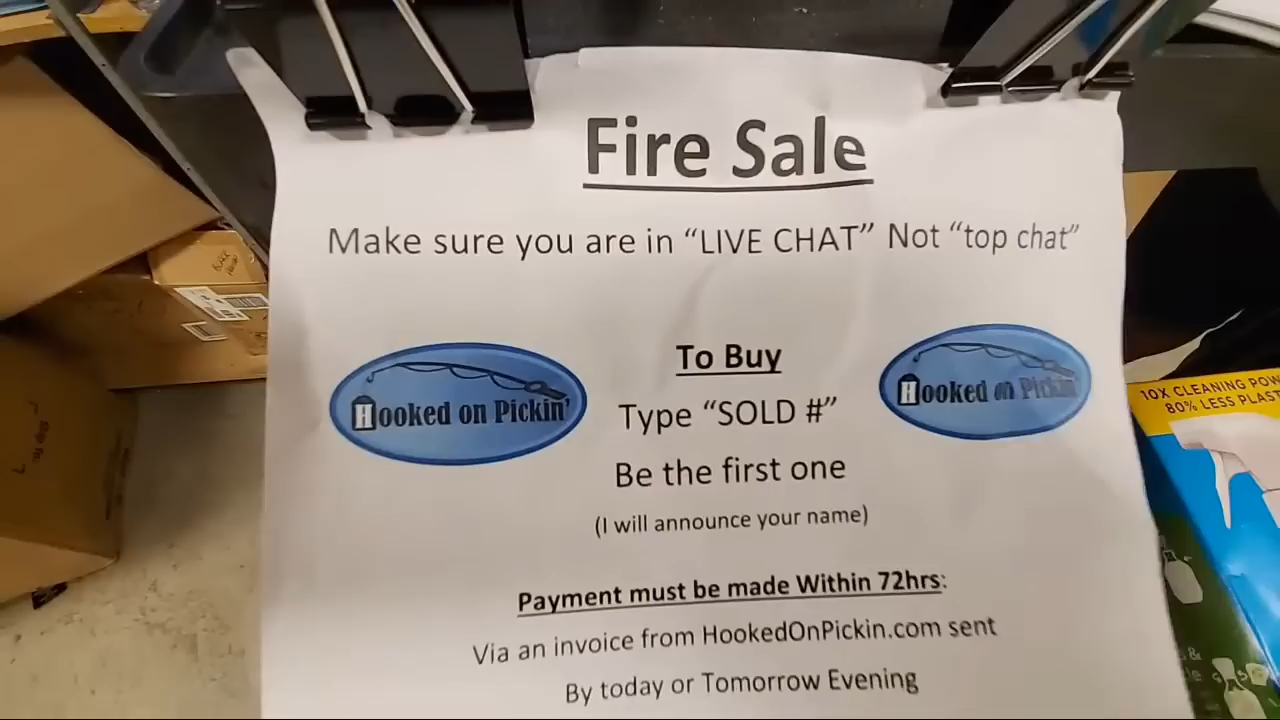 Fire Sale
Make sure you are in “LIVE CHAT” Not “top chat”
Hooked on Pickin'
To Buy
Type “SOLD #”
Be the first one
(I will announce your name)
Hooked on Pickin'
Payment must be made Within 72hrs:
Via an invoice from HookedOnPickin.com sent
By today or Tomorrow Evening
10X CLEANING POW
80% LESS PLAST